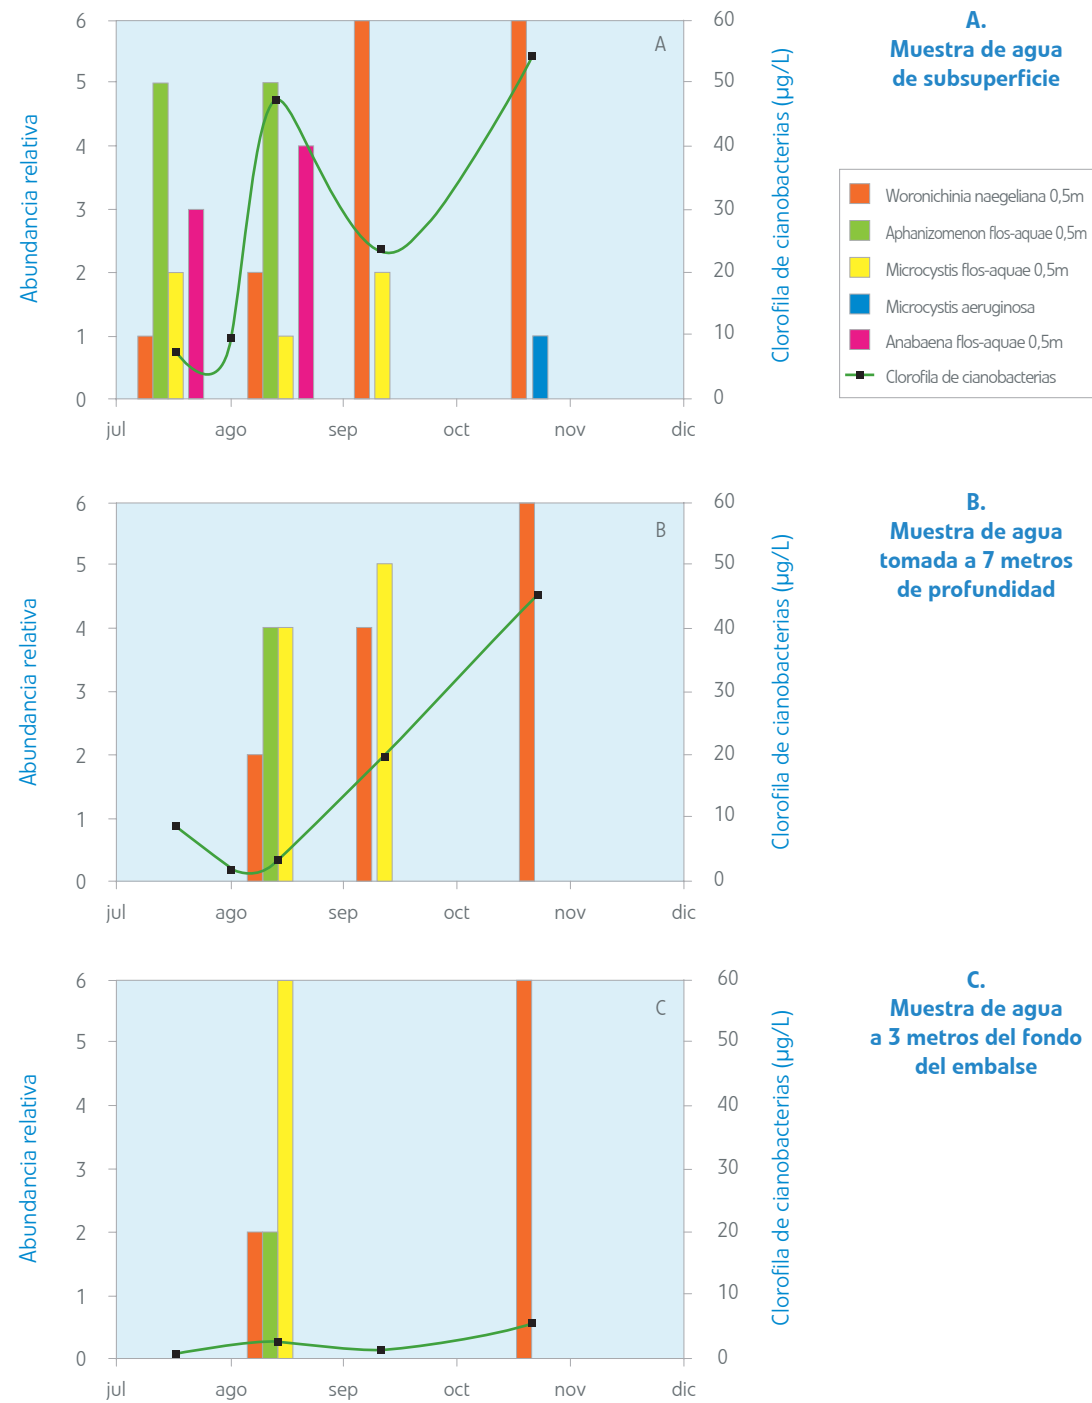 A
6
5
4
3
2
1
0
Abundancia relativa
60
50
40
30
20
10
0
Clorofila de cianobacterias (µg/L)
jul ago sep oct nov dic
A.
Muestra de agua
de subsuperficie
Woronichinia naegeliana 0,5m
Aphanizomenon flos-aquae 0,5m
Microcystis flos-aquae 0,5m
Microcystis aeruginosa
Anabaena flos-aquae 0,5m
Clorofila de cianobacterias
B
6
5
4
3
2
1
0
Abundancia relativa
60
50
40
30
20
10
0
Clorofila de cianobacterias (µg/L)
jul ago sep oct nov dic
B.
Muestra de agua
tomada a 7 metros
de profundidad
C
6
5
4
3
2
1
0
Abundancia relativa
60
50
40
30
20
10
0
Clorofila de cianobacterias (µg/L)
jul ago sep oct nov dic
C.
Muestra de agua
a 3 metros del fondo
del embalse